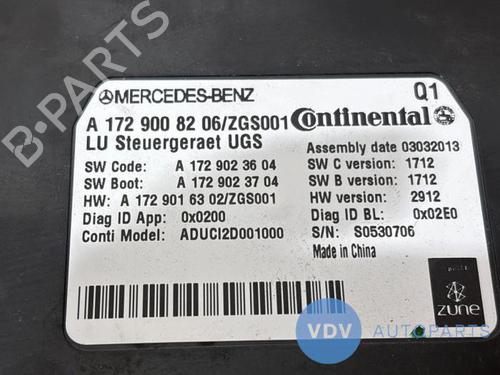 MERCEDES-BENZ Q1
A 172 900 82 06/ZGS001 Continental
LU Steuergeraet UGS Assembly date 03032013
SW Code: A 172 902 36 04 SW C version: 1712
SW Boot: A 172 902 37 04 SW B version: 1712
HW: A 172 901 63 02/ZGS001 HW version: 2912
Diag ID App: 0x0200 Diag ID BL: 0x02E0
Conti Model: ADUCI2D001000 S/N: S0530706
Made in China
zune
VDV AUTOPARTS
B-PARTS